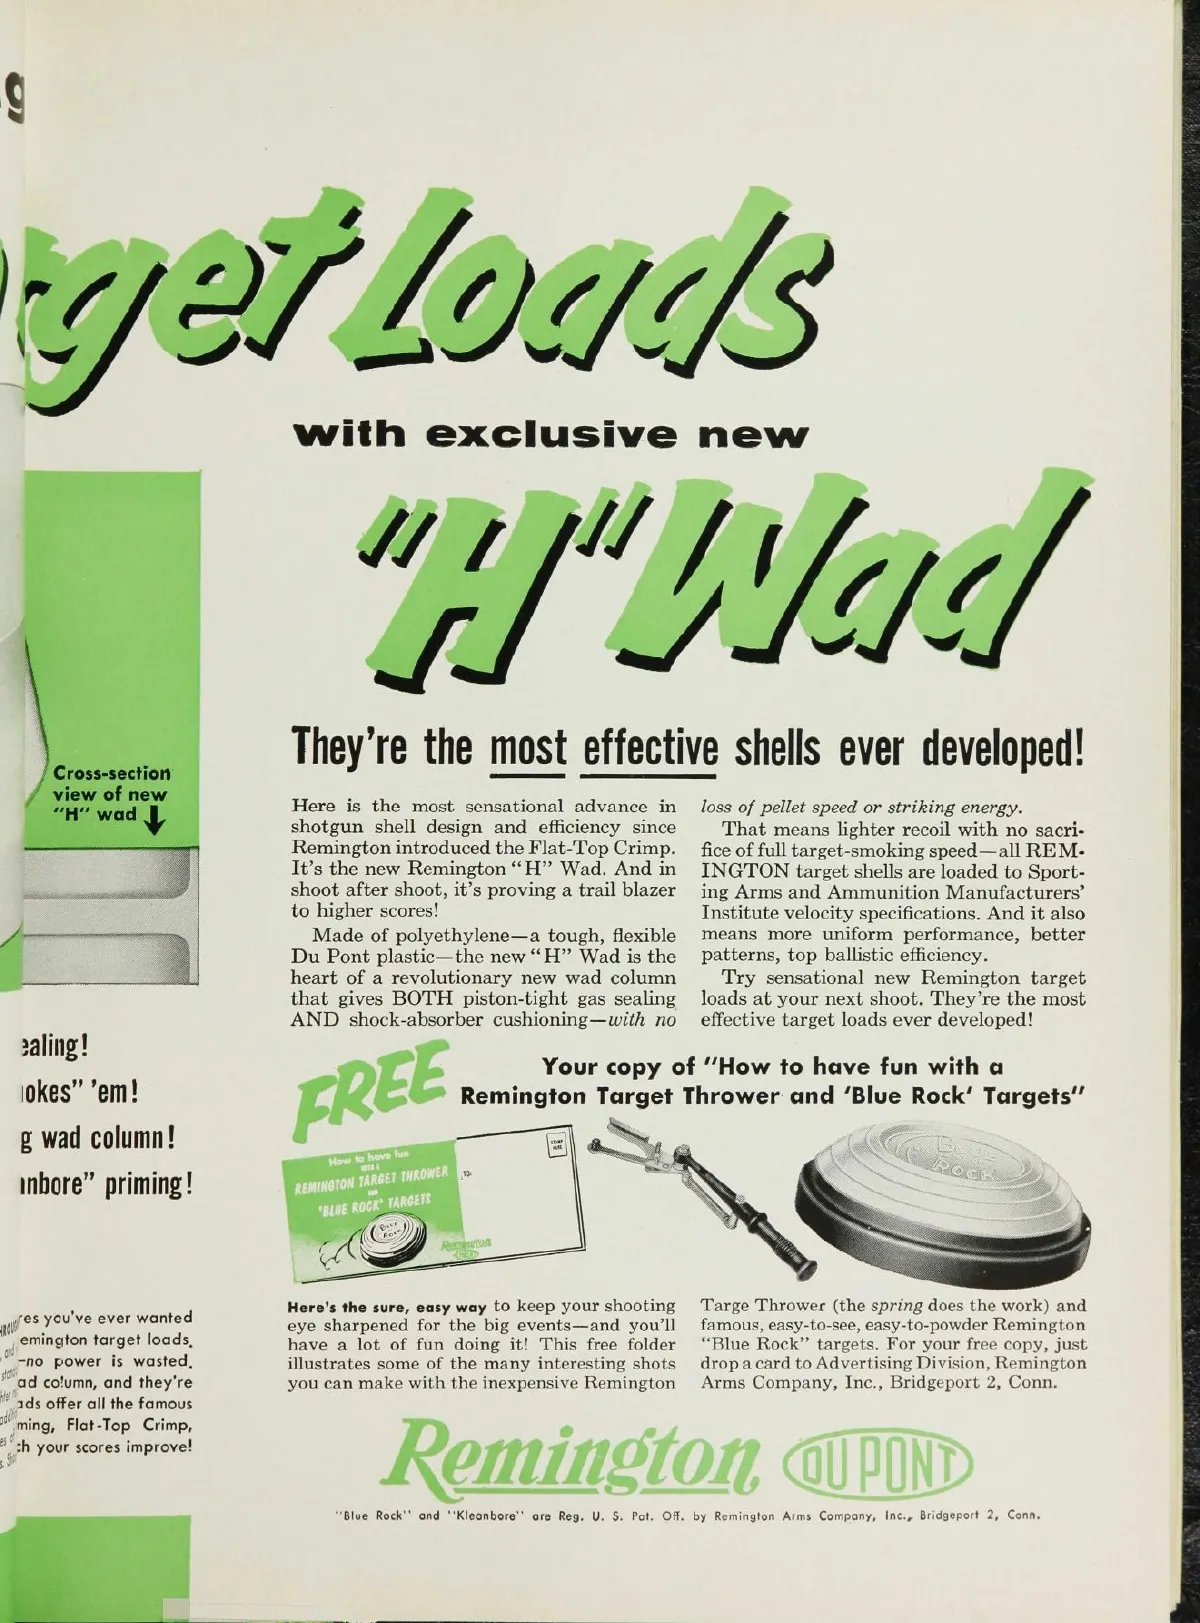 get Loads
with exclusive new
"H" Wad
They're the most effective shells ever developed!
Cross-section
view of new
"H" wad
Here is the most sensational advance in
shotgun shell design and efficiency since
Remington introduced the Flat-Top Crimp.
It's the new Remington "H" Wad. And in
shoot after shoot, it's proving a trail blazer
to higher scores!
Made of polyethylene—a tough, flexible
Du Pont plastic—the new "H" Wad is the
heart of a revolutionary new wad column
that gives BOTH piston-tight gas sealing
AND shock-absorber cushioning—with no
loss of pellet speed or striking energy.
That means lighter recoil with no sacri-
fice of full target-smoking speed—all REM-
INGTON target shells are loaded to Sport-
ing Arms and Ammunition Manufacturers'
Institute velocity specifications. And it also
means more uniform performance, better
patterns, top ballistic efficiency.
Try sensational new Remington target
loads at your next shoot. They're the most
effective target loads ever developed!
ealing!
okes" 'em!
g wad column!
nbore" priming!
FREE
Your copy of "How to have fun with a
Remington Target Thrower and 'Blue Rock' Targets"
How to have fun
WITH A
REMINGTON TARGET THROWER
AND
'BLUE ROCK' TARGETS
BLUE
ROCK
Remington
TO:
STAMP
HERE
BLUE
ROCK
es you've ever wanted
emington target loads.
—no power is wasted.
ad column, and they're
ads offer all the famous
ming, Flat-Top Crimp,
ch your scores improve!
Here's the sure, easy way to keep your shooting
eye sharpened for the big events—and you'll
have a lot of fun doing it! This free folder
illustrates some of the many interesting shots
you can make with the inexpensive Remington
Targe Thrower (the spring does the work) and
famous, easy-to-see, easy-to-powder Remington
"Blue Rock" targets. For your free copy, just
drop a card to Advertising Division, Remington
Arms Company, Inc., Bridgeport 2, Conn.
Remington, DU PONT
"Blue Rock" and "Kleanbore" are Reg. U. S. Pat. Off. by Remington Arms Company, Inc., Bridgeport 2, Conn.